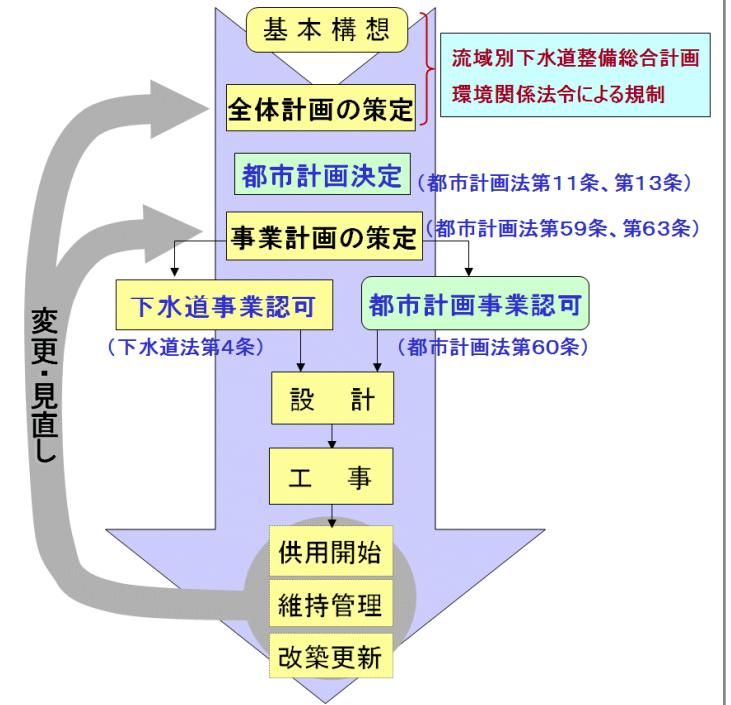 基本構想
流域別下水道整備総合計画
環境関係法令による規制
全体計画の策定
都市計画決定
(都市計画法第11条、第13条)
事業計画の策定
(都市計画法第59条、第63条)
下水道事業認可
都市計画事業認可
(下水道法第4条)
(都市計画法第60条)
変更・見直し
設計
工事
供用開始
維持管理
改築更新